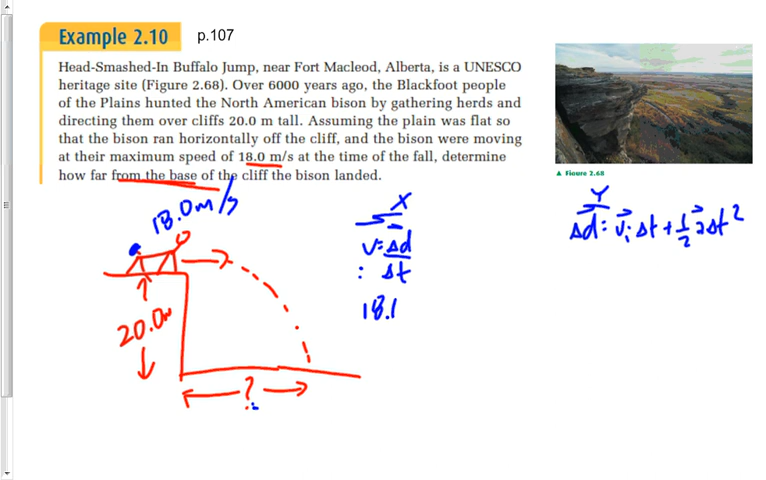 Example 2.10 p.107
Head-Smashed-In Buffalo Jump, near Fort Macleod, Alberta, is a UNESCO
heritage site (Figure 2.68). Over 6000 years ago, the Blackfoot people
of the Plains hunted the North American bison by gathering herds and
directing them over cliffs 20.0 m tall. Assuming the plain was flat so
that the bison ran horizontally off the cliff, and the bison were moving
at their maximum speed of 18.0 m/s at the time of the fall, determine
how far from the base of the cliff the bison landed.
▲ Figure 2.68
18.0m/s
20.0m
?
X
v = Δd
: Δt
18.1
Y
Δd: v⃗ᵢ Δt + 1/2 a⃗ Δt²